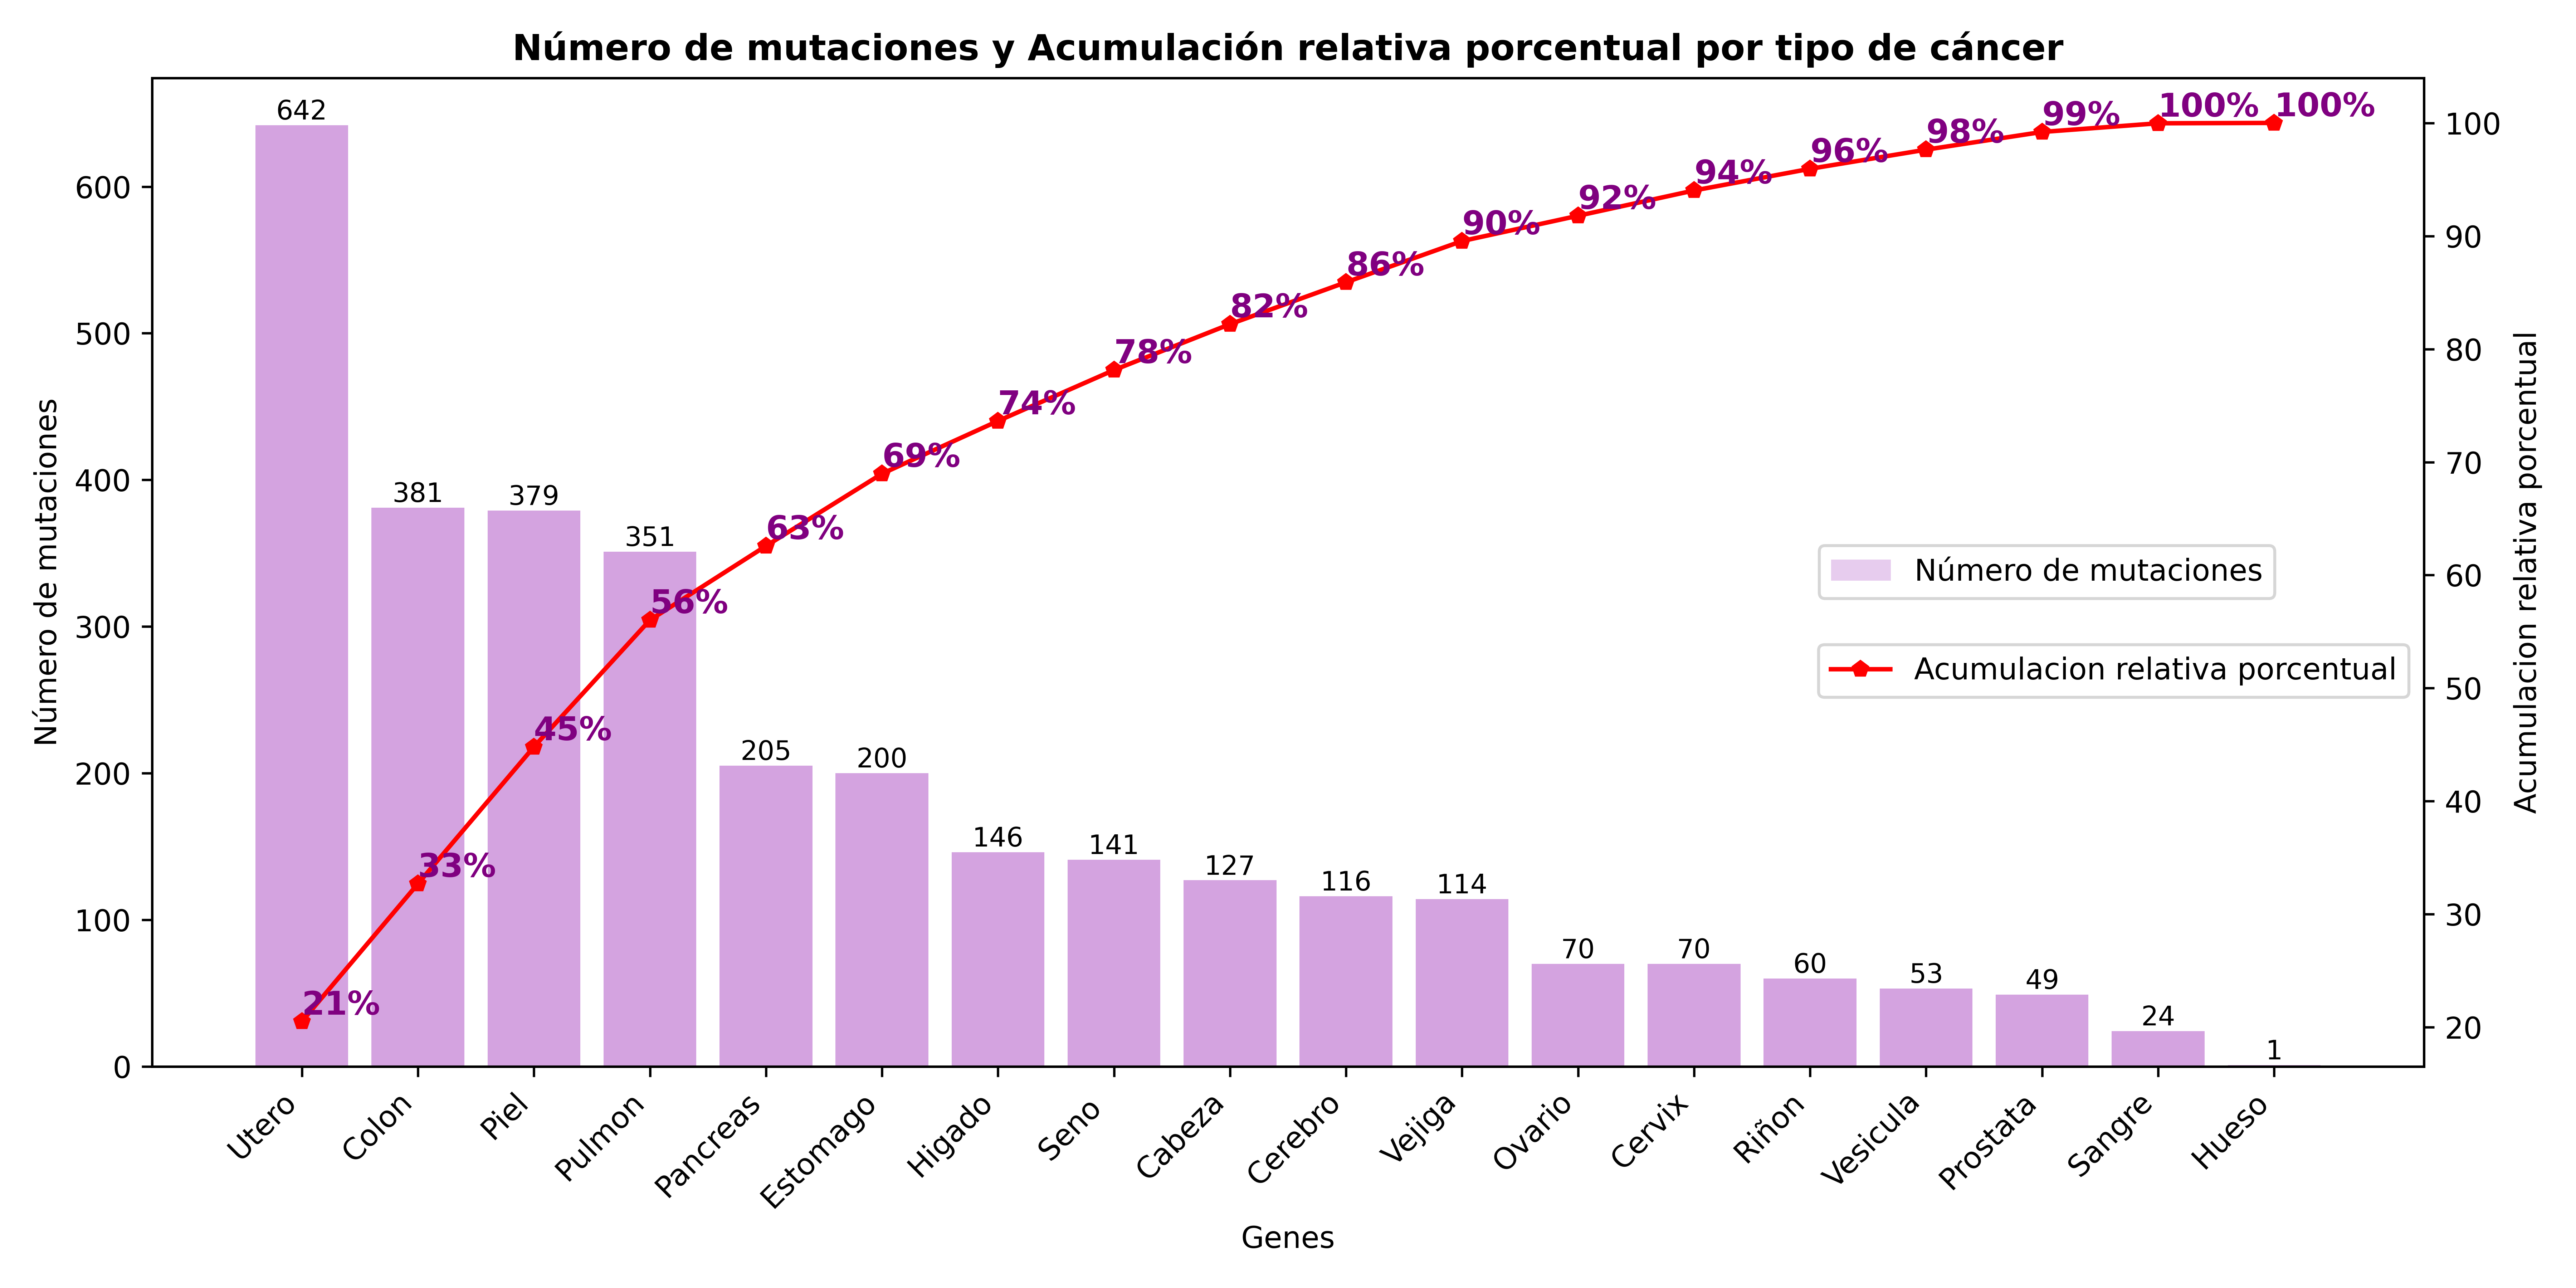 Número de mutaciones y Acumulación relativa porcentual por tipo de cáncer
Número de mutaciones
600
500
400
300
200
100
0
642
381
379
351
205
200
146
141
127
116
114
70
70
60
53
49
24
1
21%
33%
45%
56%
63%
69%
74%
78%
82%
86%
90%
92%
94%
96%
98%
99%
100%
100%
Número de mutaciones
Acumulacion relativa porcentual
100
90
80
70
60
50
40
30
20
Acumulacion relativa porcentual
Utero
Colon
Piel
Pulmon
Pancreas
Estomago
Higado
Seno
Cabeza
Cerebro
Vejiga
Ovario
Cervix
Riñon
Vesicula
Prostata
Sangre
Hueso
Genes